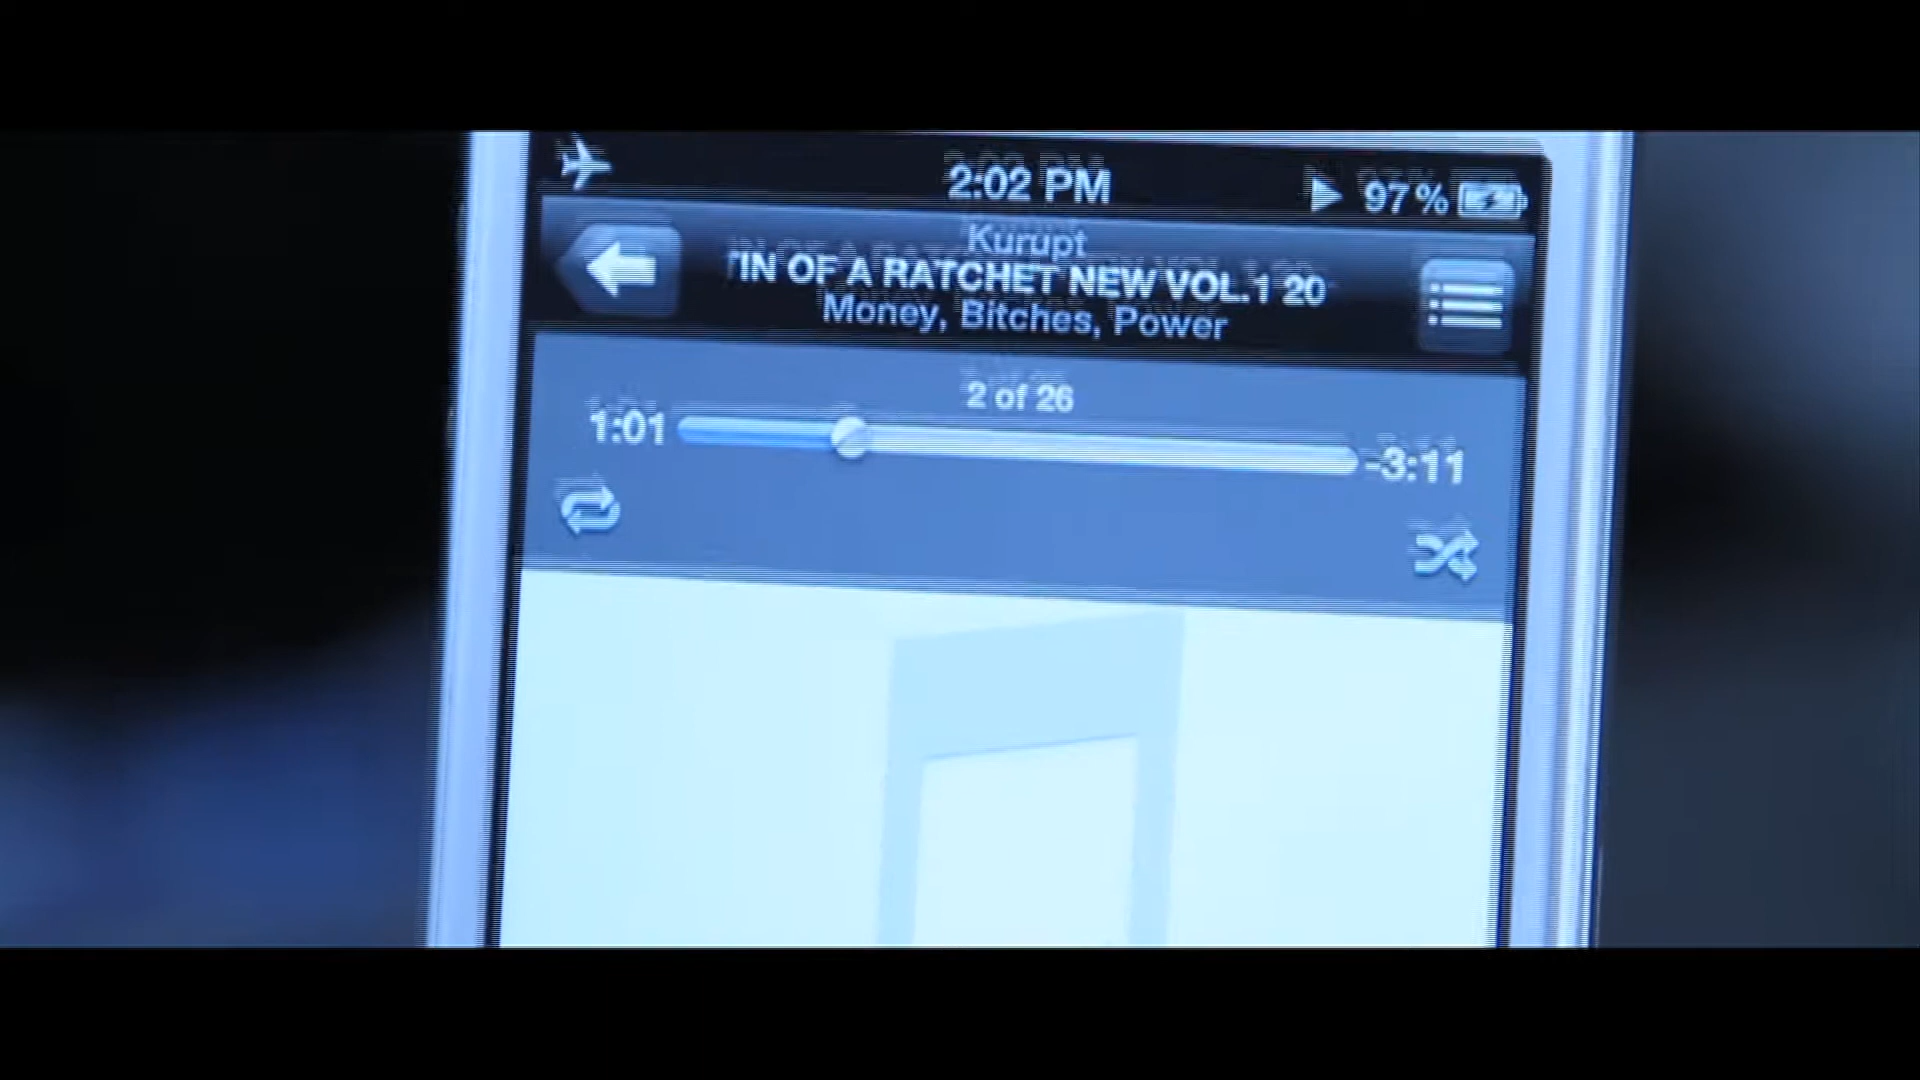 2:02 PM
97%
Kurupt
TIN OF A RATCHET NEW VOL.1 20
Money, Bitches, Power
2 of 26
1:01
-3:11